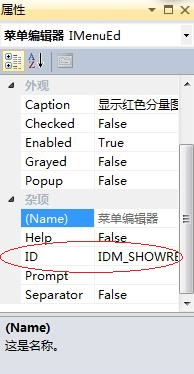 属性
菜单编辑器 IMenuEd
外观
Caption 显示红色分量图
Checked False
Enabled True
Grayed False
Popup False
杂项
(Name) 菜单编辑器
Help False
ID IDM_SHOWRE
Prompt
Separator False
(Name)
这是名称。